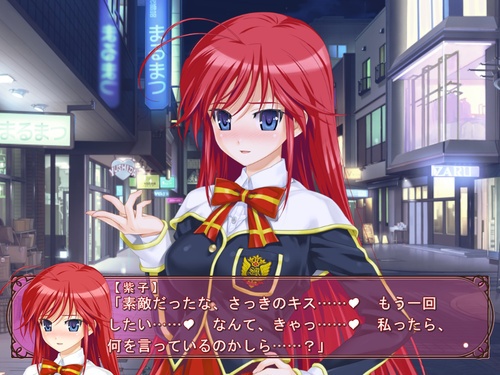 まるまつ
まるまつ
まるまつ
YARU
【紫子】
「素敵だったな、さっきのキス……♥　もう一回
したい……♥　なんて、きゃっ……♥　私ったら、
何を言っているのかしら……？」